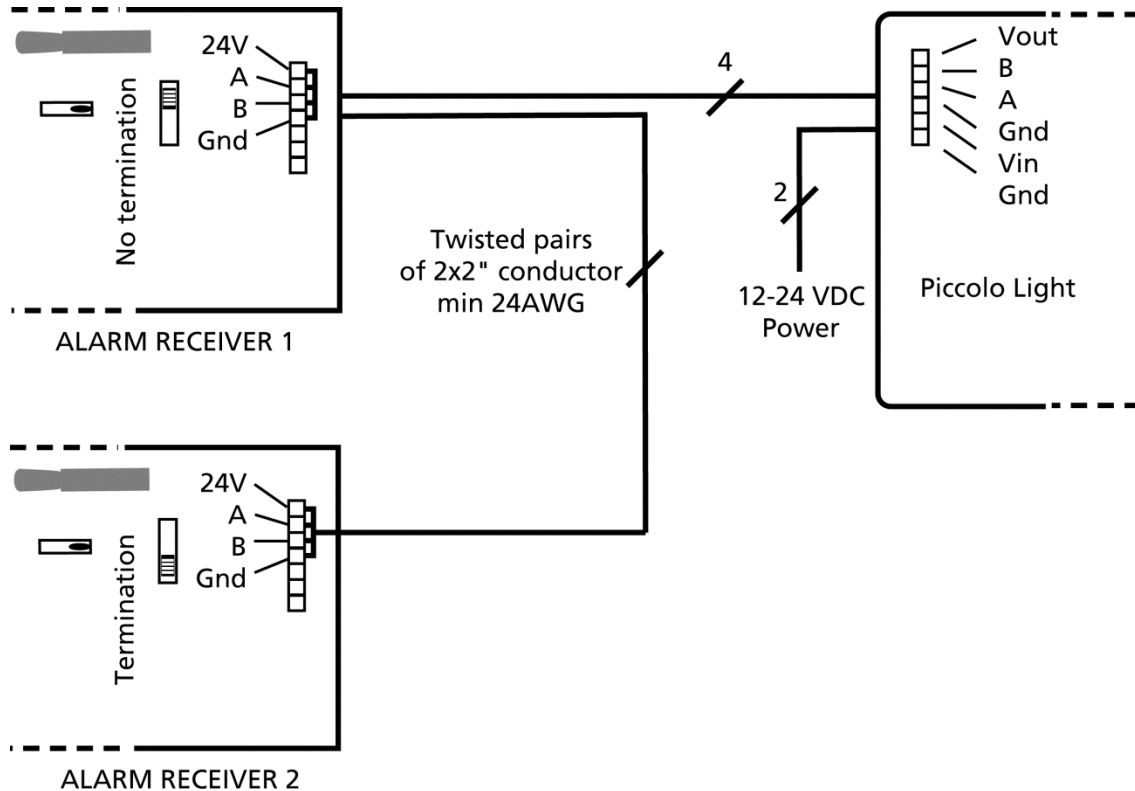 24V
A
B
Gnd
No termination
ALARM RECEIVER 1
4
2
Twisted pairs
of 2x2" conductor
min 24AWG
12-24 VDC
Power
Vout
B
A
Gnd
Vin
Gnd
Piccolo Light
24V
A
B
Gnd
Termination
ALARM RECEIVER 2